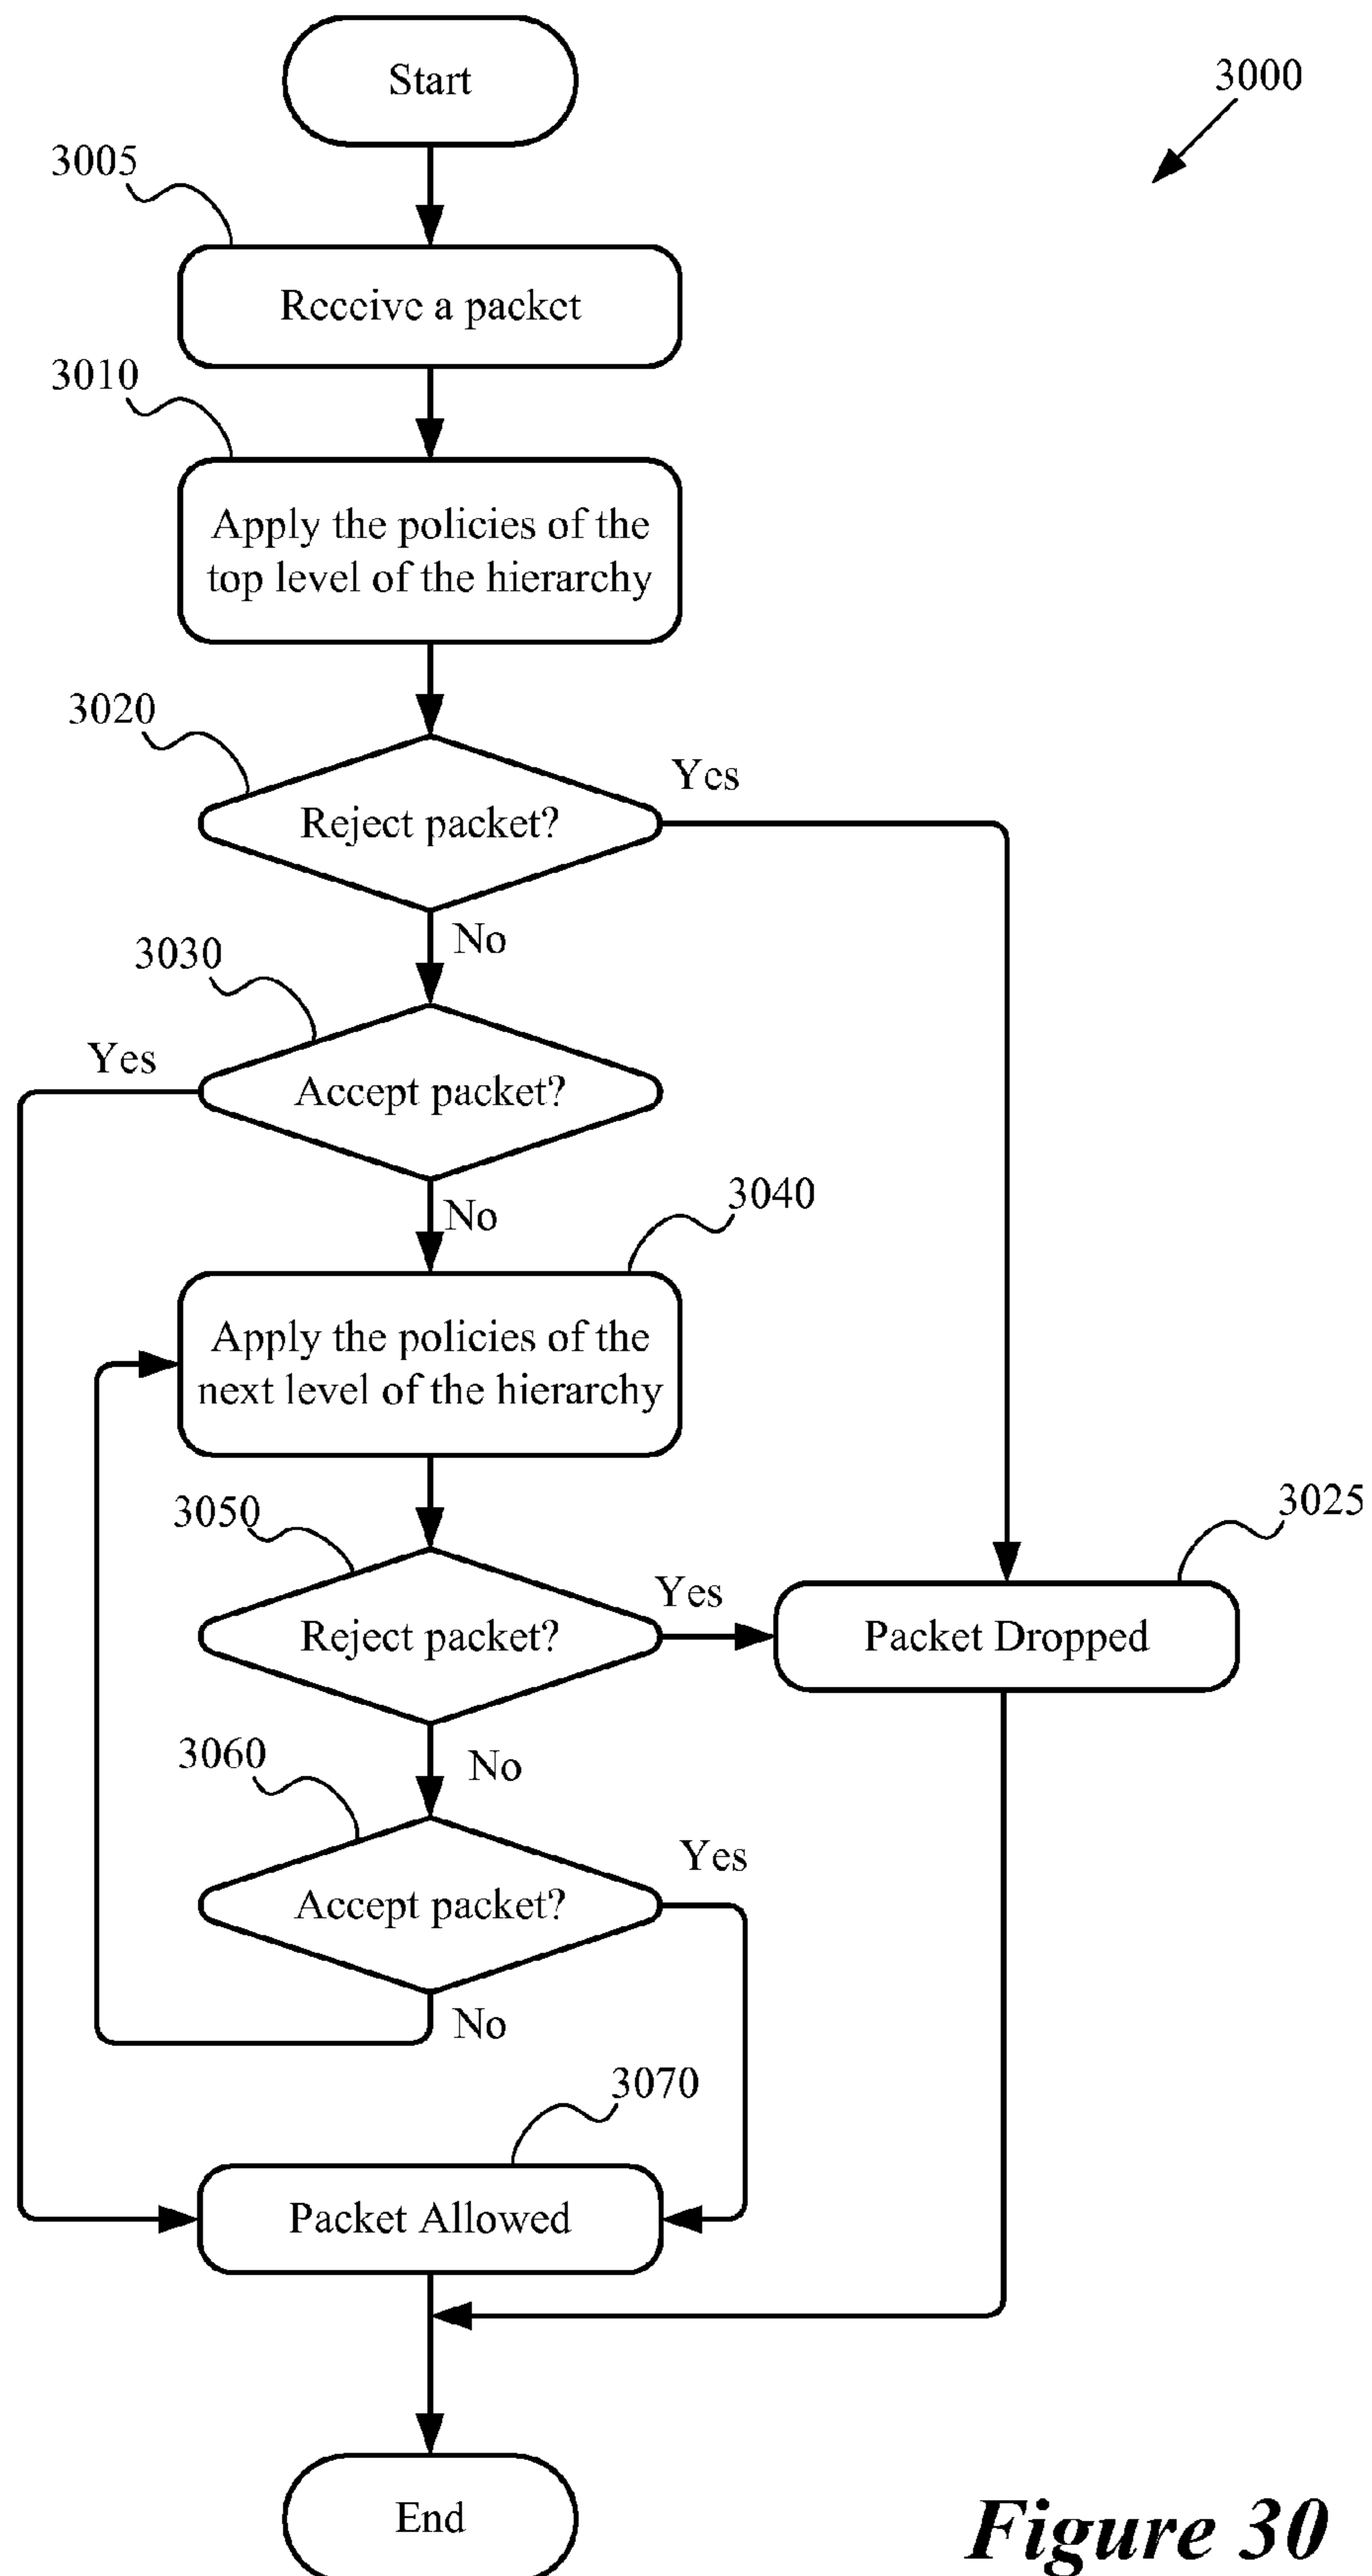 Start
3000
3005
Receive a packet
3010
Apply the policies of the
top level of the hierarchy
3020
Reject packet?
Yes
No
3030
Accept packet?
Yes
No
3040
Apply the policies of the
next level of the hierarchy
3050
Reject packet?
Yes
3025
Packet Dropped
No
3060
Accept packet?
Yes
No
3070
Packet Allowed
End
Figure 30